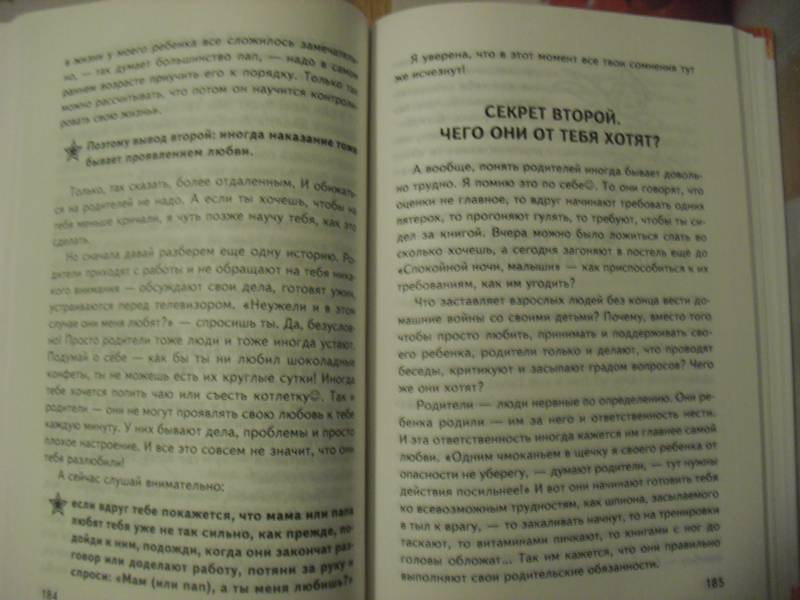 в жизни у моего ребенка все сложилось замечатель-
но, — так думает большинство пап, — надо в самом
раннем возрасте приучить его к порядку. Только так
можно рассчитывать, что потом он научится контроли-
ровать свою жизнь».
Поэтому вывод второй: иногда наказание тоже
бывает проявлением любви.
Только, так сказать, более отдаленным. И обижать-
ся на родителей не надо. А если ты хочешь, чтобы на
тебя меньше кричали, я чуть позже научу тебя, как это
сделать.
Но сначала давай разберем еще одну историю. Ро-
дители приходят с работы и не обращают на тебя ника-
кого внимания — обсуждают свои дела, готовят ужин,
устраиваются перед телевизором. «Неужели и в этом
случае они меня любят?» — спросишь ты. Да, безуслов-
но! Просто родители тоже люди и тоже иногда устают.
Подумай о себе — как бы ты ни любил шоколадные
конфеты, ты не можешь есть их круглые сутки! Иногда
тебе хочется попить чаю или съесть котлетку☺. Так и
родители — они не могут проявлять свою любовь к тебе
каждую минуту. У них бывают дела, проблемы и просто
плохое настроение. И все это совсем не значит, что они
тебя разлюбили!
А сейчас слушай внимательно:
если вдруг тебе покажется, что мама или папа
любят тебя уже не так сильно, как прежде, по-
дойди к ним, подожди, когда они закончат раз-
говор или доделают работу, потяни за руку и
спроси: «Мам (или пап), а ты меня любишь?»
184
Я уверена, что в этот момент все твои сомнения тут
же исчезнут!
СЕКРЕТ ВТОРОЙ.
ЧЕГО ОНИ ОТ ТЕБЯ ХОТЯТ?
А вообще, понять родителей иногда бывает доволь-
но трудно. Я помню это по себе☺. То они говорят, что
оценки не главное, то вдруг начинают требовать одних
пятерок, то прогоняют гулять, то требуют, чтобы ты си-
дел за книгой. Вчера можно было ложиться спать во
сколько хочешь, а сегодня загоняют в постель еще до
«Спокойной ночи, малыши» — как приспособиться к их
требованиям, как им угодить?
Что заставляет взрослых людей без конца вести до-
машние войны со своими детьми? Почему, вместо того
чтобы просто любить, принимать и поддерживать сво-
его ребенка, родители только и делают, что проводят
беседы, критикуют и засыпают градом вопросов? Чего
же они хотят?
Родители — люди нервные по определению. Они ре-
бенка родили — им за него и ответственность нести.
И эта ответственность иногда кажется им главнее самой
любви. «Одним чмоканьем в щёчку я своего ребенка от
опасности не уберегу, — думают родители, — тут нужны
действия посильнее!» И вот они начинают готовить тебя
ко всевозможным трудностям, как шпиона, засылаемого
в тыл к врагу, — то закаливать начнут, то на тренировки
таскают, то витаминами пичкают, то книгами с ног до
головы обложат... Так им кажется, что они правильно
выполняют свои родительские обязанности.
185